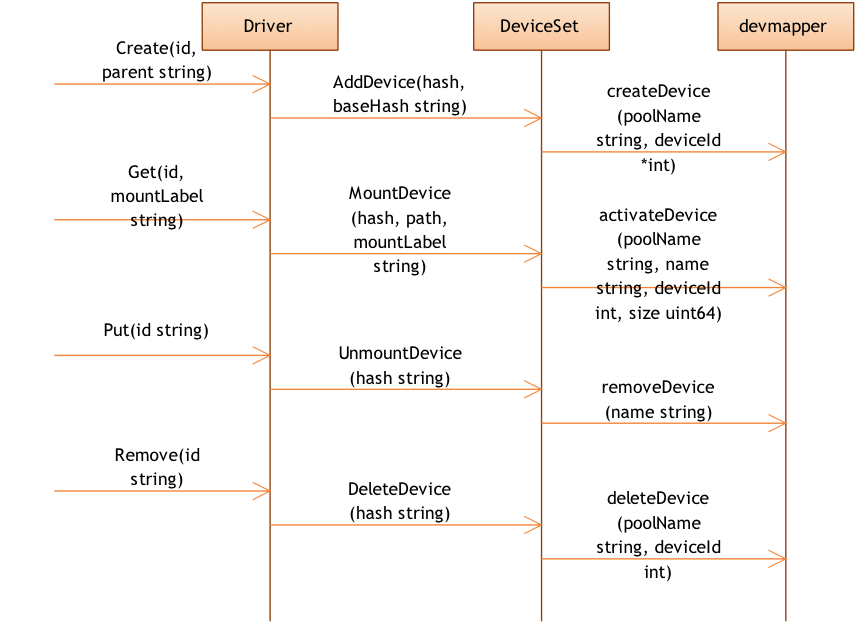 Driver
DeviceSet
devmapper
Create(id,
parent string)
AddDevice(hash,
baseHash string)
createDevice
(poolName
string, deviceId
*int)
Get(id,
mountLabel
string)
MountDevice
(hash, path,
mountLabel
string)
activateDevice
(poolName
string, name
string, deviceId
int, size uint64)
Put(id string)
UnmountDevice
(hash string)
removeDevice
(name string)
Remove(id
string)
DeleteDevice
(hash string)
deleteDevice
(poolName
string, deviceId
int)